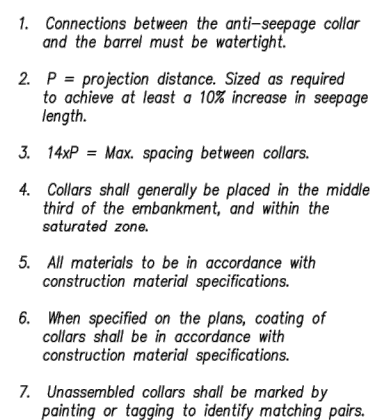 1. Connections between the anti-seepage collar
and the barrel must be watertight.
2. P = projection distance. Sized as required
to achieve at least a 10% increase in seepage
length.
3. 14xP = Max. spacing between collars.
4. Collars shall generally be placed in the middle
third of the embankment, and within the
saturated zone.
5. All materials to be in accordance with
construction material specifications.
6. When specified on the plans, coating of
collars shall be in accordance with
construction material specifications.
7. Unassembled collars shall be marked by
painting or tagging to identify matching pairs.